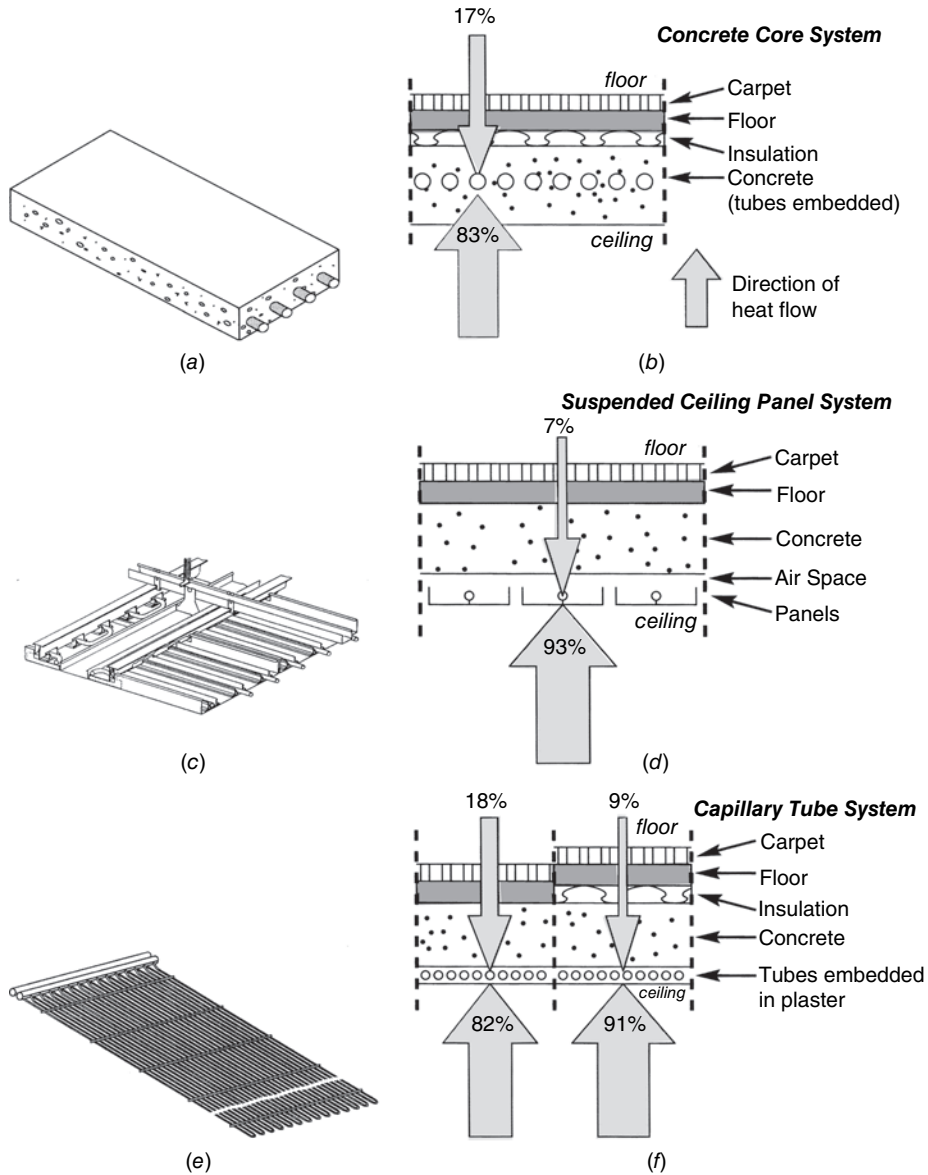 17%
Concrete Core System
floor
Carpet
Floor
Insulation
Concrete
(tubes embedded)
83%
ceiling
Direction of
heat flow
(a)
(b)
Suspended Ceiling Panel System
7%
floor
Carpet
Floor
Concrete
Air Space
Panels
ceiling
93%
(c)
(d)
18%
9%
Capillary Tube System
floor
Carpet
Floor
Insulation
Concrete
Tubes embedded
in plaster
ceiling
82%
91%
(e)
(f)